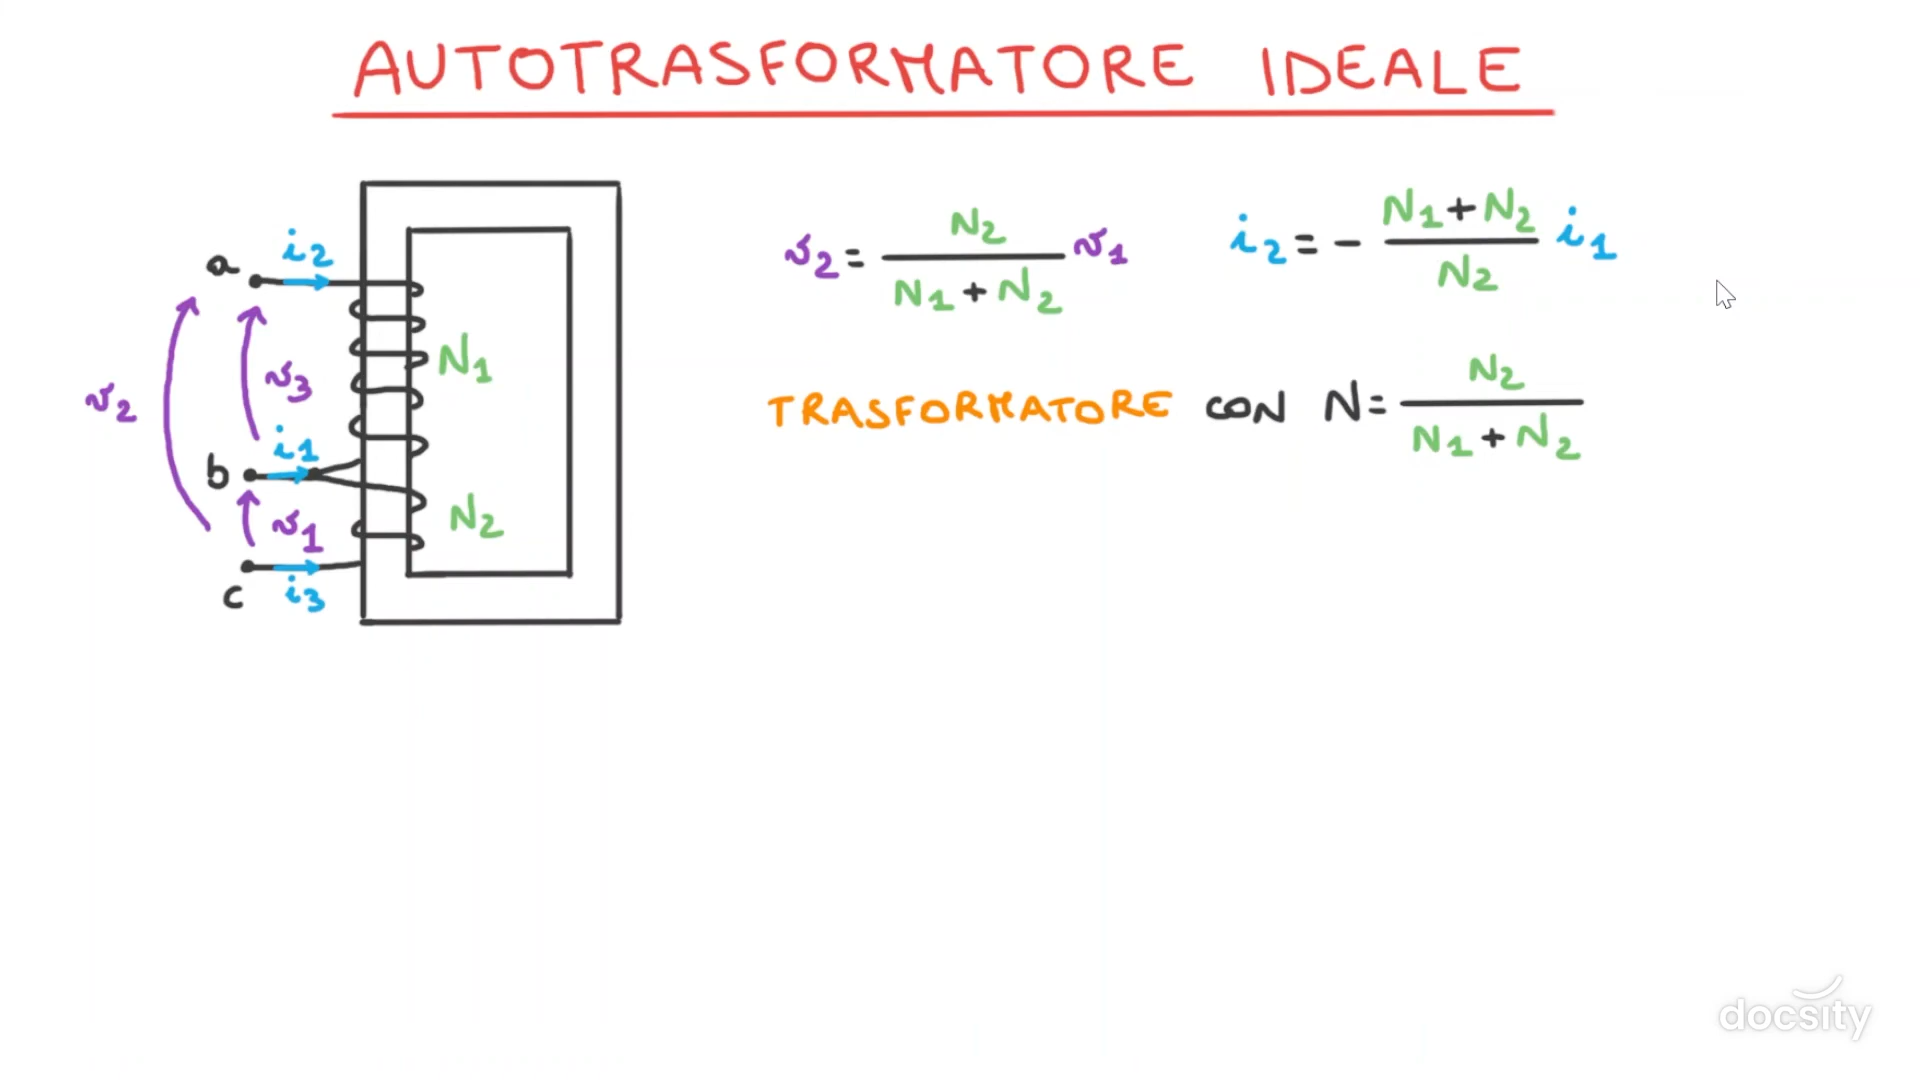 AUTOTRASFORMATORE IDEALE
a
i2
v2
v3
N1
b
i1
v1
N2
c
i3
v2 = N2 / (N1 + N2) v1
i2 = - (N1 + N2) / N2 i1
TRASFORMATORE CON N = N2 / (N1 + N2)
docsity